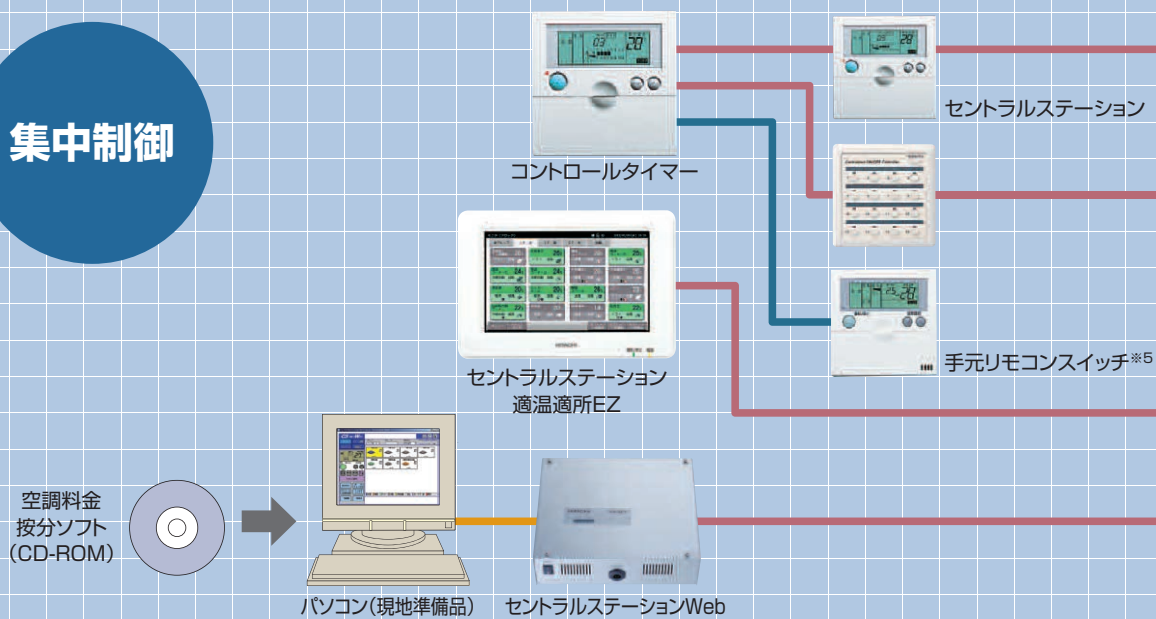 集中制御
コントロールタイマー
セントラルステーション
手元リモコンスイッチ※5
セントラルステーション
適温適所EZ
空調料金
按分ソフト
(CD-ROM)
パソコン(現地準備品)
セントラルステーションWeb